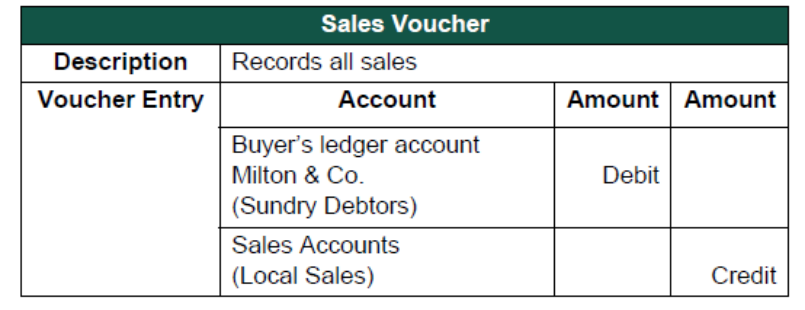 Sales Voucher
Description Records all sales
Voucher Entry Account Amount Amount
Buyer's ledger account
Milton & Co. Debit
(Sundry Debtors)
Sales Accounts
(Local Sales) Credit